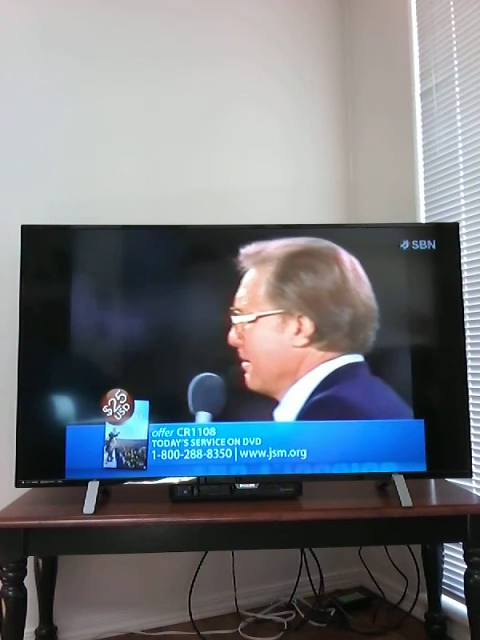 SBN
$25
USD
offer CR1108
TODAY'S SERVICE ON DVD
1-800-288-8350 | www.jsm.org